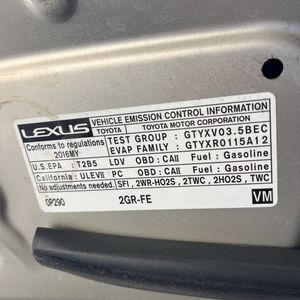 LEXUS VEHICLE EMISSION CONTROL INFORMATION
TOYOTA TOYOTA MOTOR CORPORATION
Conforms to regulations TEST GROUP : GTYXV03.5BEC
2016MY EVAP FAMILY : GTYXR0115A12
U.S.EPA : T2B5 LDV OBD : CAII Fuel : Gasoline
California : ULEVII PC OBD : CAII Fuel : Gasoline
No adjustments needed. SFI , 2WR-HO2S , 2TWC , 2HO2S , TWC
OP290 2GR-FE VM